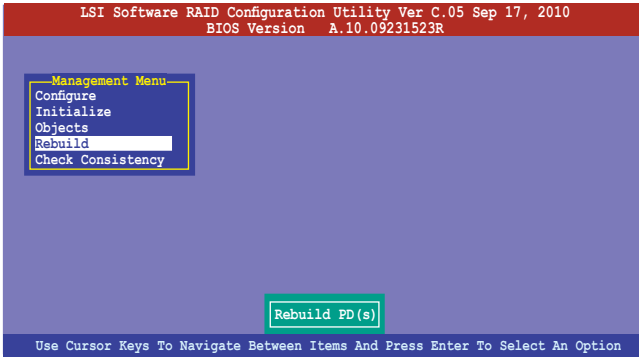 LSI Software RAID Configuration Utility Ver C.05 Sep 17, 2010
BIOS Version A.10.09231523R
Management Menu
Configure
Initialize
Objects
Rebuild
Check Consistency
Rebuild PD(s)
Use Cursor Keys To Navigate Between Items And Press Enter To Select An Option